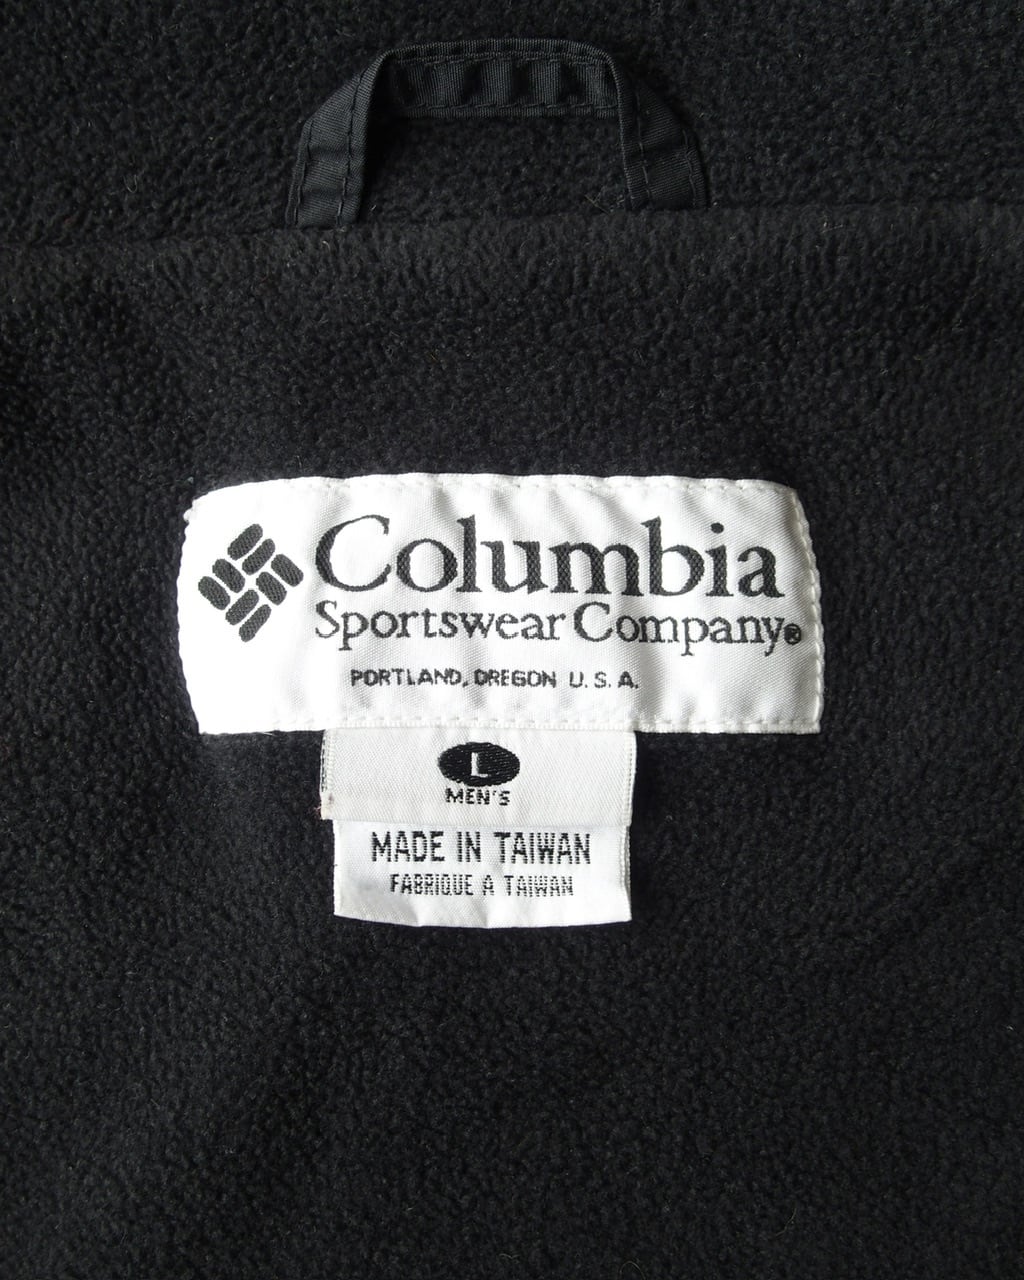 Columbia
Sportswear Company®
PORTLAND, OREGON U.S.A.
L
MEN'S
MADE IN TAIWAN
FABRIQUE A TAIWAN